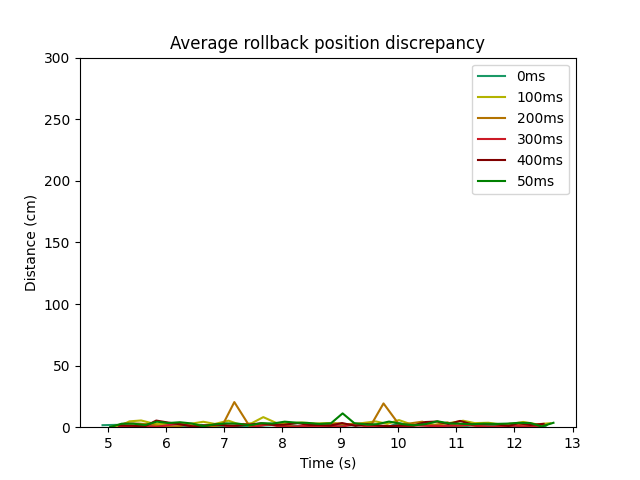 Average rollback position discrepancy
300
250
200
150
100
50
0
Distance (cm)
0ms
100ms
200ms
300ms
400ms
50ms
5 6 7 8 9 10 11 12 13
Time (s)